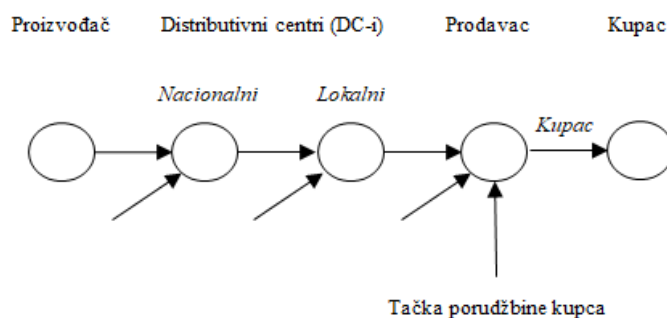 Proizvođač Distributivni centri (DC-i) Prodavac Kupac
Nacionalni Lokalni
Kupac
Tačka porudžbine kupca